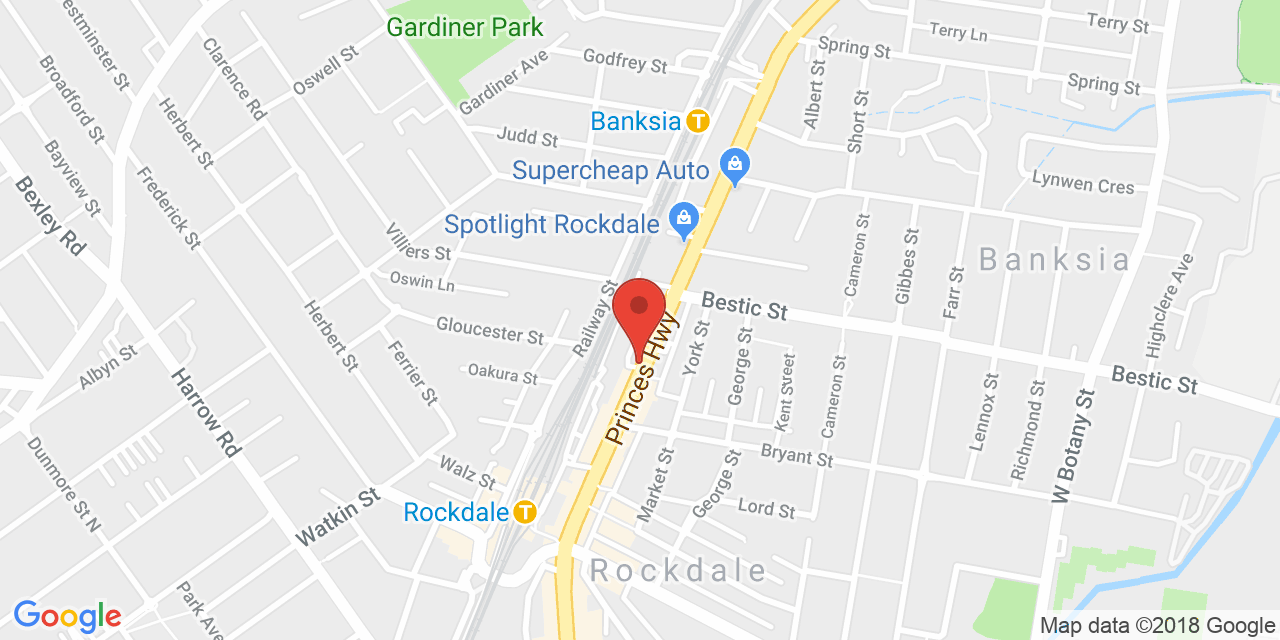 Gardiner Park
Terry St
Terry Ln
Spring St
Spring St
Westminster St
Broadford St
Clarence Rd
Oswell St
Godfrey St
Gardiner Ave
Albert St
Short St
Herbert St
Banksia
T
Judd St
Bayview St
Supercheap Auto
Lynwen Cres
Frederick St
Bexley Rd
Spotlight Rockdale
Villiers St
Cameron St
Gibbes St
Banksia
Farr St
Highclere Ave
Oswin Ln
Railway St
Bestic St
Herbert St
Gloucester St
York St
George St
Princes Hwy
Ferrier St
Albyn St
Oakura St
Kent Street
Cameron St
Bestic St
Harrow Rd
Lennox St
Richmond St
W Botany St
Dunmore St N
Walz St
Bryant St
Market St
George St
Watkin St
Rockdale
T
Lord St
Rockdale
Park Ave
Google
Map data ©2018 Google